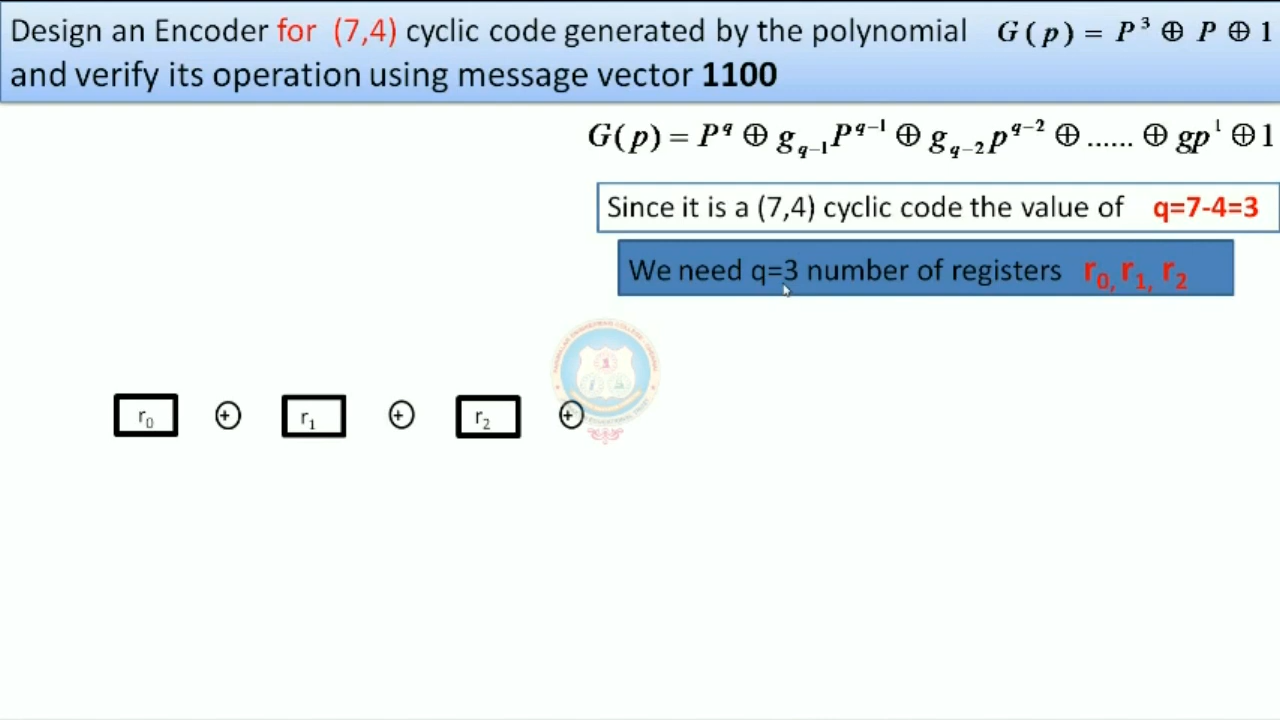 Design an Encoder for (7,4) cyclic code generated by the polynomial G(p) = P³ ⊕ P ⊕ 1
and verify its operation using message vector 1100
G(p) = P^q ⊕ g_{q-1}P^{q-1} ⊕ g_{q-2}p^{q-2} ⊕ ...... ⊕ gp^1 ⊕ 1
Since it is a (7,4) cyclic code the value of q=7-4=3
We need q=3 number of registers r₀, r₁, r₂
r₀ + r₁ + r₂ +